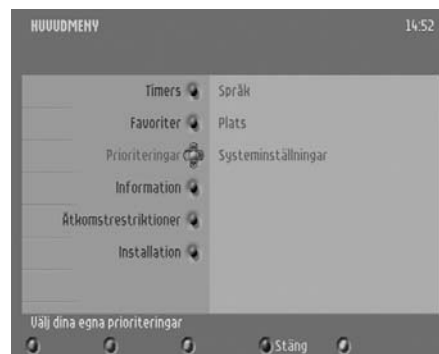 HUVUDMENY 14:52
Timers Språk
Favoriter Plats
Prioriteringar Systeminställningar
Information
Åtkomstrestriktioner
Installation
Välj dina egna prioriteringar
Stäng